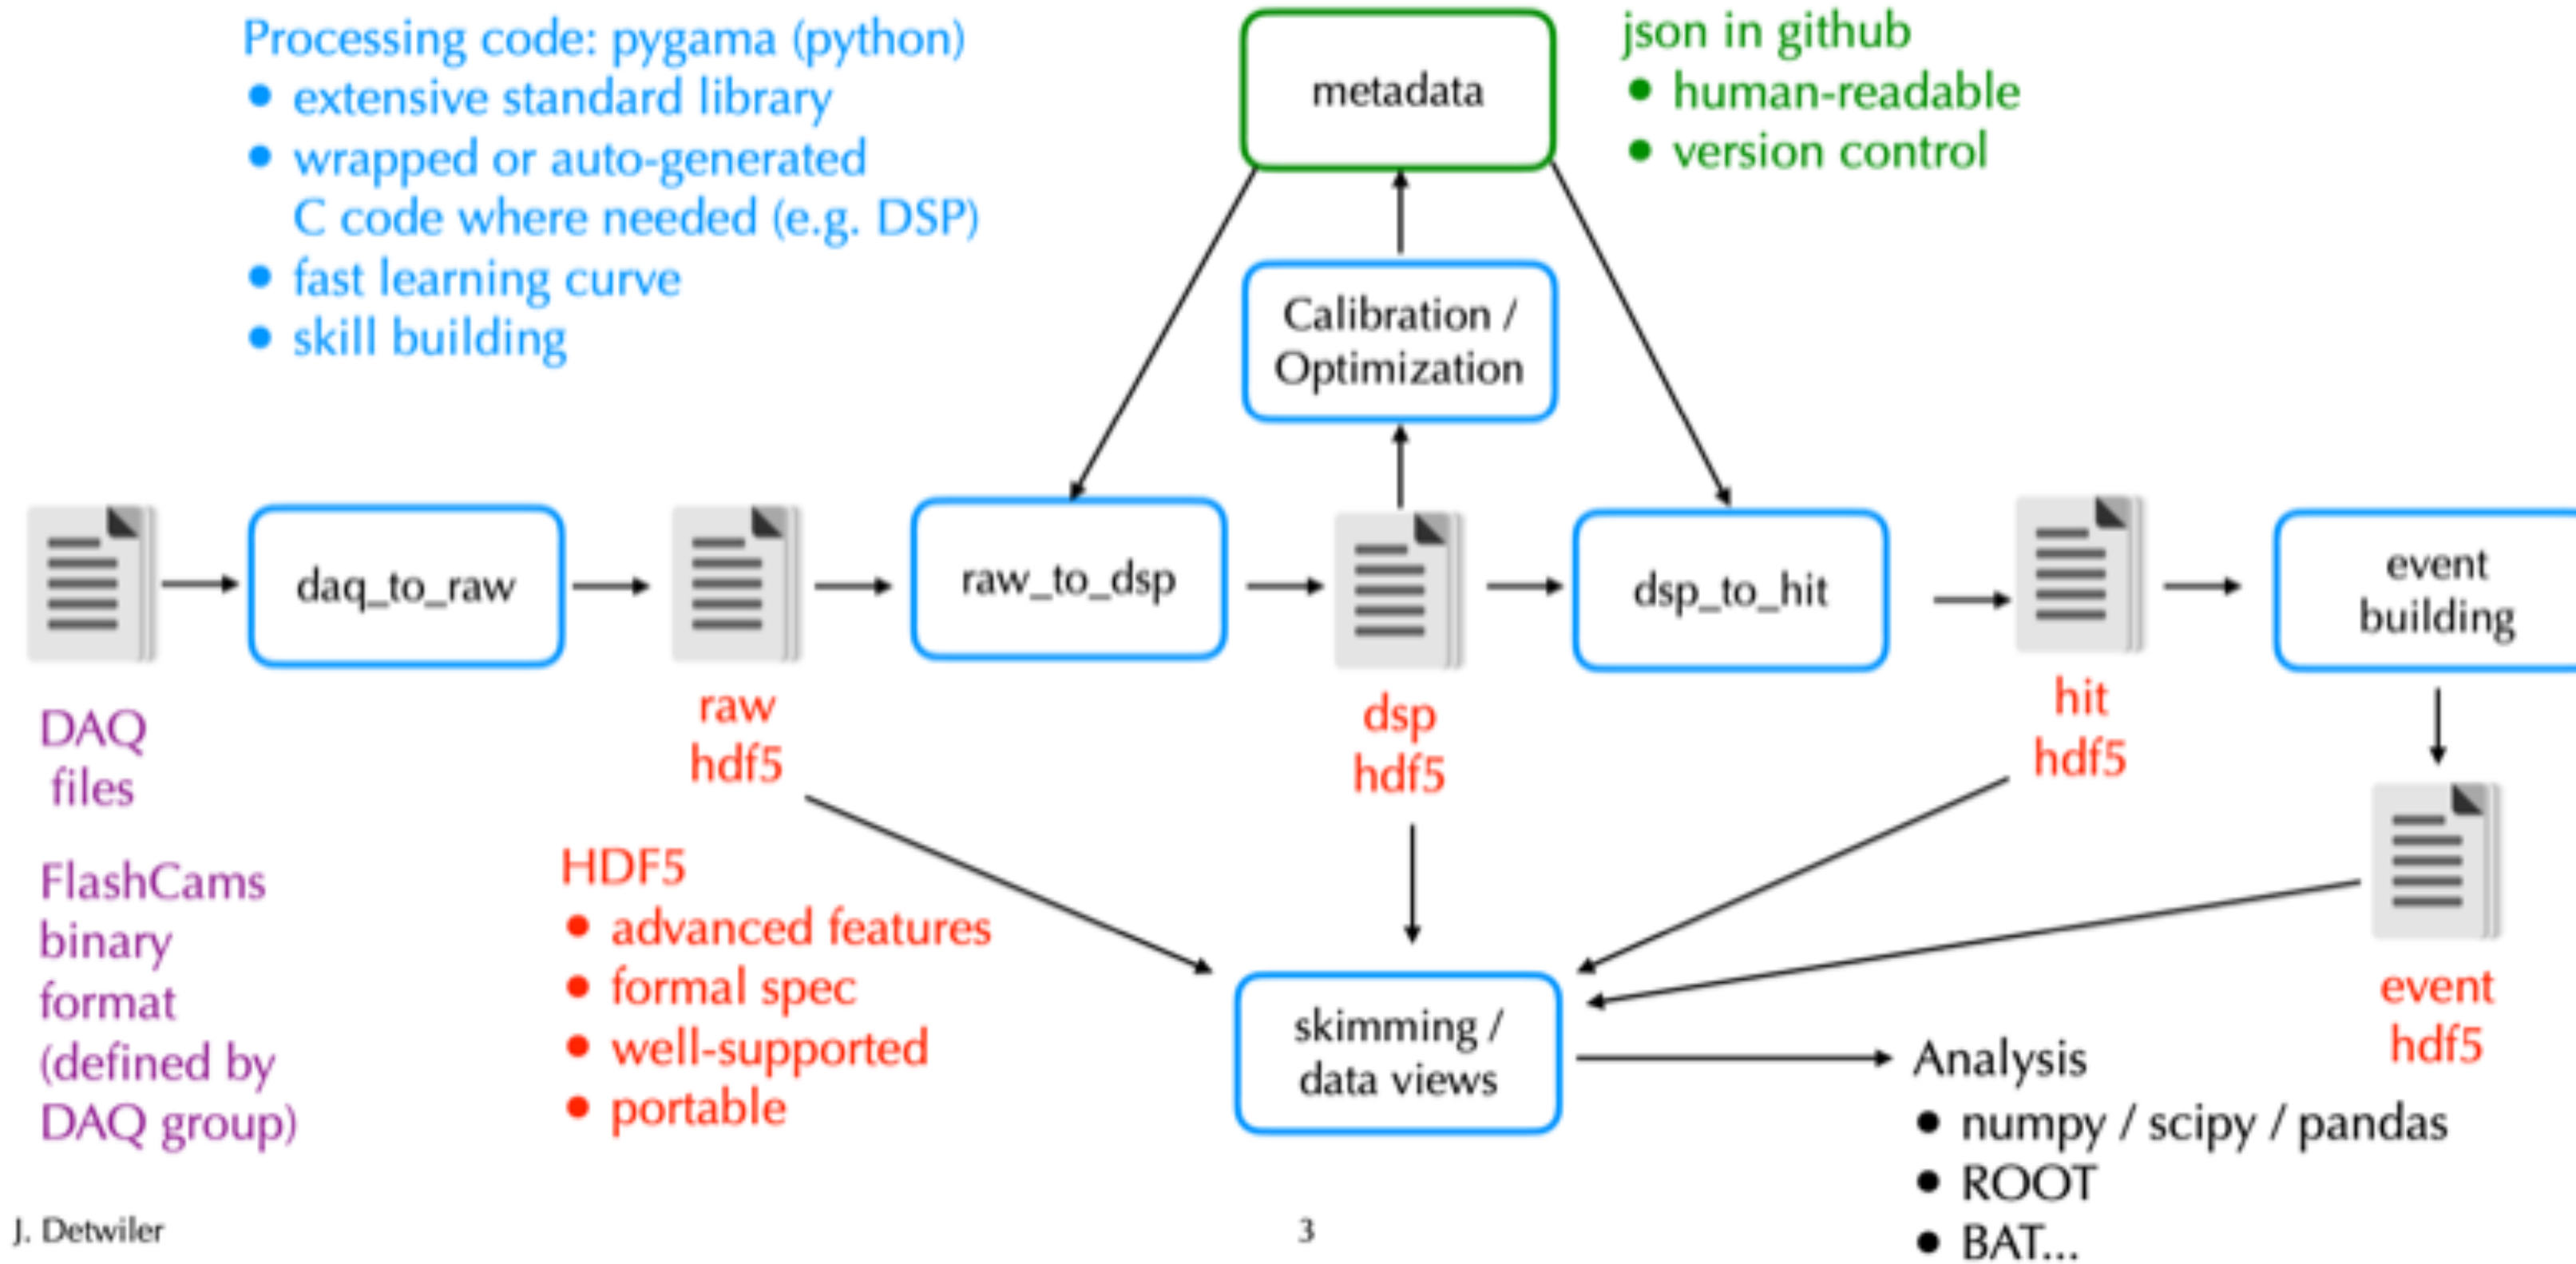 Processing code: pygama (python)
• extensive standard library
• wrapped or auto-generated
C code where needed (e.g. DSP)
• fast learning curve
• skill building
metadata
json in github
• human-readable
• version control
Calibration /
Optimization
daq_to_raw
raw_to_dsp
dsp_to_hit
event
building
DAQ
files
raw
hdf5
dsp
hdf5
hit
hdf5
event
hdf5
FlashCams
binary
format
(defined by
DAQ group)
HDF5
• advanced features
• formal spec
• well-supported
• portable
skimming /
data views
Analysis
• numpy / scipy / pandas
• ROOT
• BAT...
J. Detwiler
3